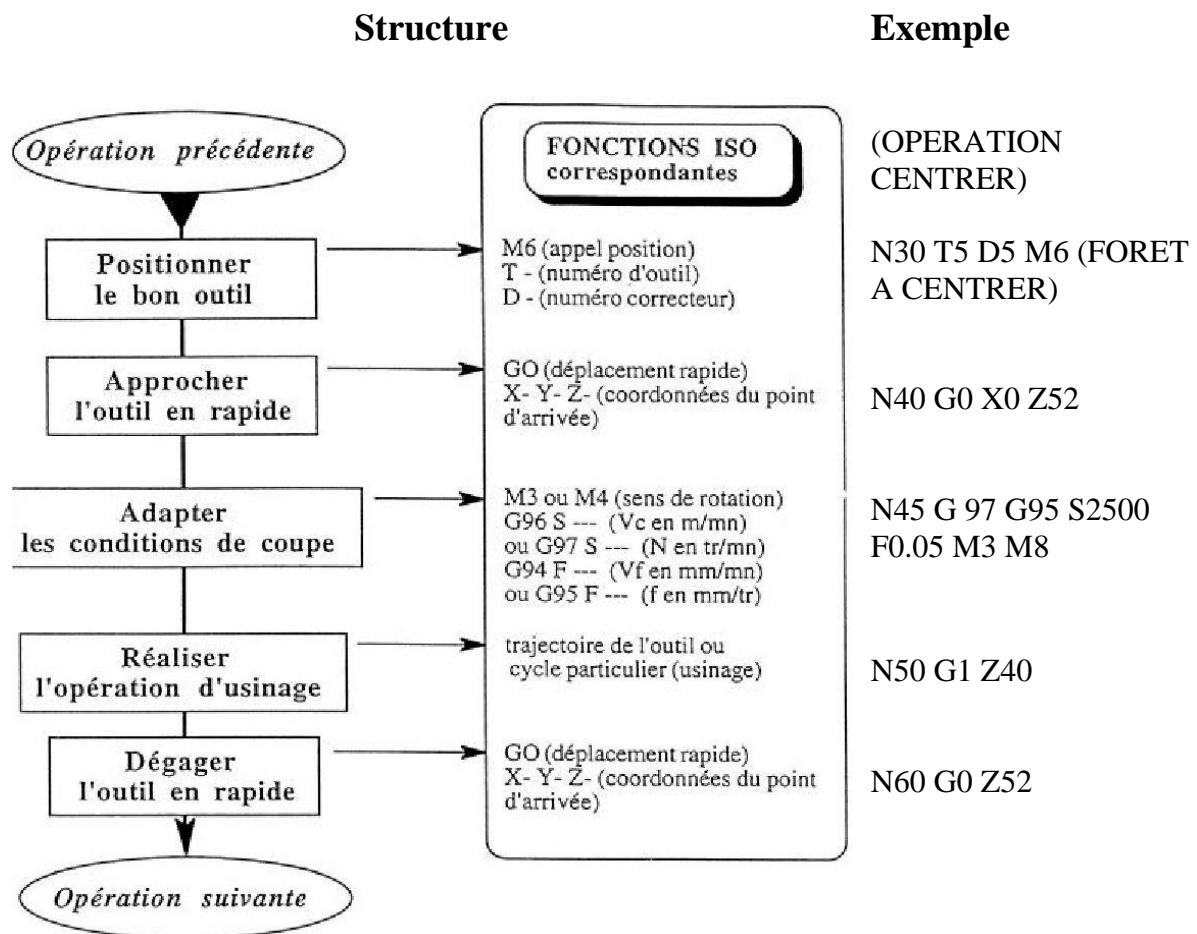 Structure
Exemple
Opération précédente
FONCTIONS ISO
correspondantes
(OPERATION
CENTRER)
Positionner
le bon outil
M6 (appel position)
T - (numéro d'outil)
D - (numéro correcteur)
N30 T5 D5 M6 (FORET
A CENTRER)
Approcher
l'outil en rapide
GO (déplacement rapide)
X- Y- Z- (coordonnées du point
d'arrivée)
N40 G0 X0 Z52
Adapter
les conditions de coupe
M3 ou M4 (sens de rotation)
G96 S --- (Vc en m/mn)
ou G97 S --- (N en tr/mn)
G94 F --- (Vf en mm/mn)
ou G95 F --- (f en mm/tr)
N45 G 97 G95 S2500
F0.05 M3 M8
Réaliser
l'opération d'usinage
trajectoire de l'outil ou
cycle particulier (usinage)
N50 G1 Z40
Dégager
l'outil en rapide
GO (déplacement rapide)
X- Y- Z- (coordonnées du point
d'arrivée)
N60 G0 Z52
Opération suivante